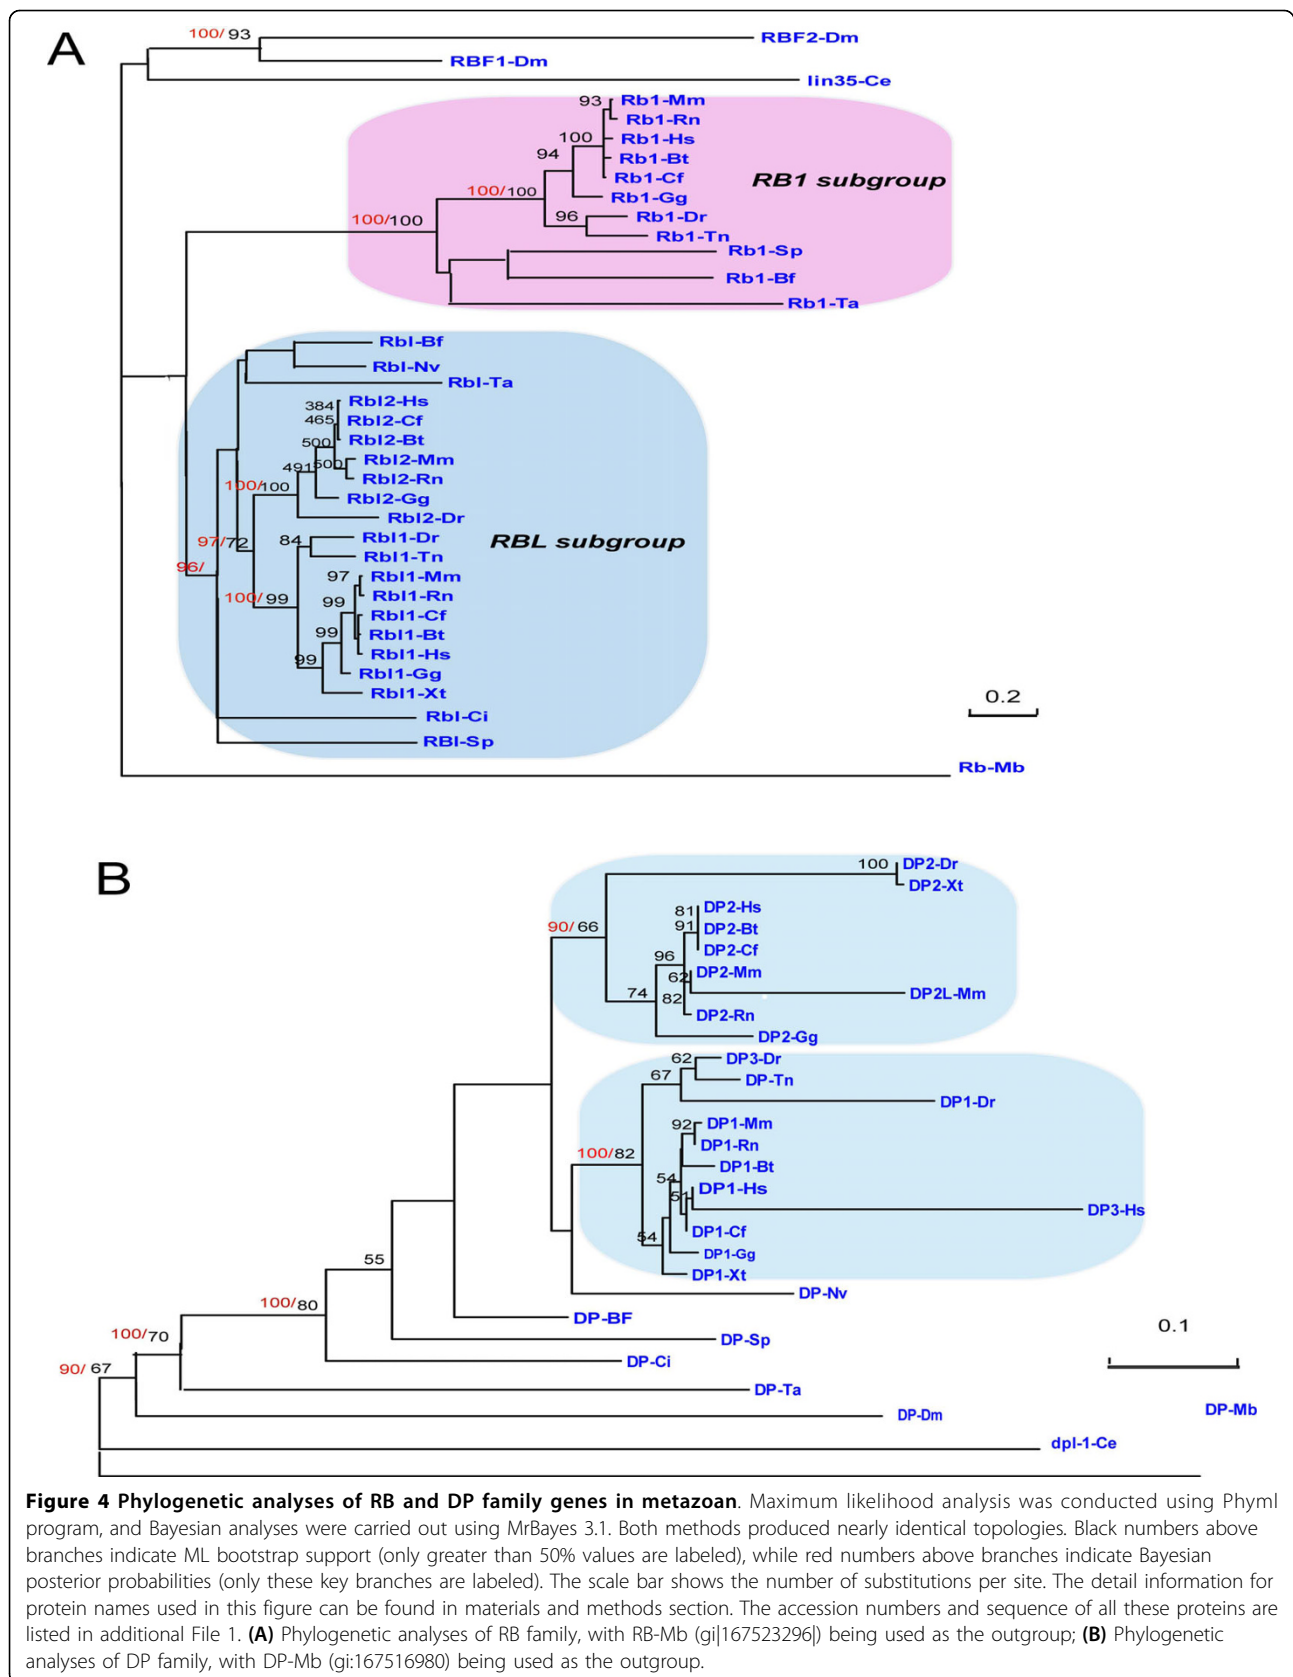 A
100/93
RBF2-Dm
RBF1-Dm
lin35-Ce
93
Rb1-Mm
Rb1-Rn
100
Rb1-Hs
94
Rb1-Bt
Rb1-Cf
RB1 subgroup
100/100
Rb1-Gg
96
Rb1-Dr
100/100
Rb1-Tn
Rb1-Sp
Rb1-Bf
Rb1-Ta
Rbl-Bf
Rbl-Nv
Rbl-Ta
384
Rbl2-Hs
465
Rbl2-Cf
500
Rbl2-Bt
Rbl2-Mm
491
500
Rbl2-Rn
100/100
Rbl2-Gg
Rbl2-Dr
97/72
84
Rbl1-Dr
RBL subgroup
Rbl1-Tn
96/
97
Rbl1-Mm
100/99
Rbl1-Rn
99
Rbl1-Cf
99
Rbl1-Bt
Rbl1-Hs
99
Rbl1-Gg
Rbl1-Xt
0.2
Rbl-Ci
RBl-Sp
Rb-Mb
B
100
DP2-Dr
DP2-Xt
81
DP2-Hs
90/66
91
DP2-Bt
DP2-Cf
96
DP2-Mm
62
DP2L-Mm
74
82
DP2-Rn
DP2-Gg
62
DP3-Dr
67
DP-Tn
DP1-Dr
92
DP1-Mm
DP1-Rn
100/82
DP1-Bt
54
DP1-Hs
51
DP3-Hs
DP1-Cf
54
DP1-Gg
DP1-Xt
55
DP-Nv
100/80
DP-BF
0.1
100/70
DP-Sp
DP-Ci
90/67
DP-Ta
DP-Mb
DP-Dm
dpl-1-Ce
Figure 4 Phylogenetic analyses of RB and DP family genes in metazoan. Maximum likelihood analysis was conducted using Phyml
program, and Bayesian analyses were carried out using MrBayes 3.1. Both methods produced nearly identical topologies. Black numbers above
branches indicate ML bootstrap support (only greater than 50% values are labeled), while red numbers above branches indicate Bayesian
posterior probabilities (only these key branches are labeled). The scale bar shows the number of substitutions per site. The detail information for
protein names used in this figure can be found in materials and methods section. The accession numbers and sequence of all these proteins are
listed in additional File 1. (A) Phylogenetic analyses of RB family, with RB-Mb (gi|167523296|) being used as the outgroup; (B) Phylogenetic
analyses of DP family, with DP-Mb (gi:167516980) being used as the outgroup.